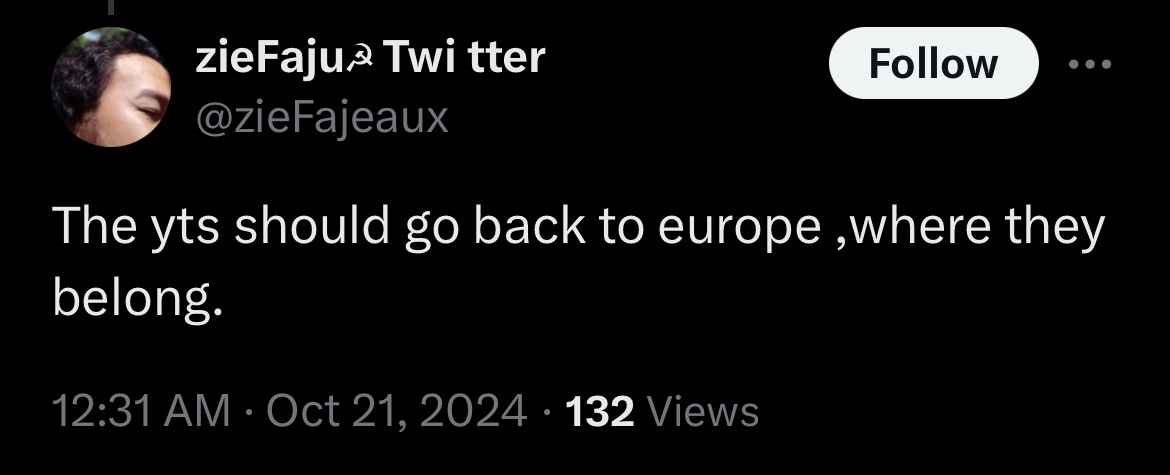 zieFaju☭ Twi tter
Follow
@zieFajeaux
The yts should go back to europe ,where they
belong.
12:31 AM · Oct 21, 2024 · 132 Views